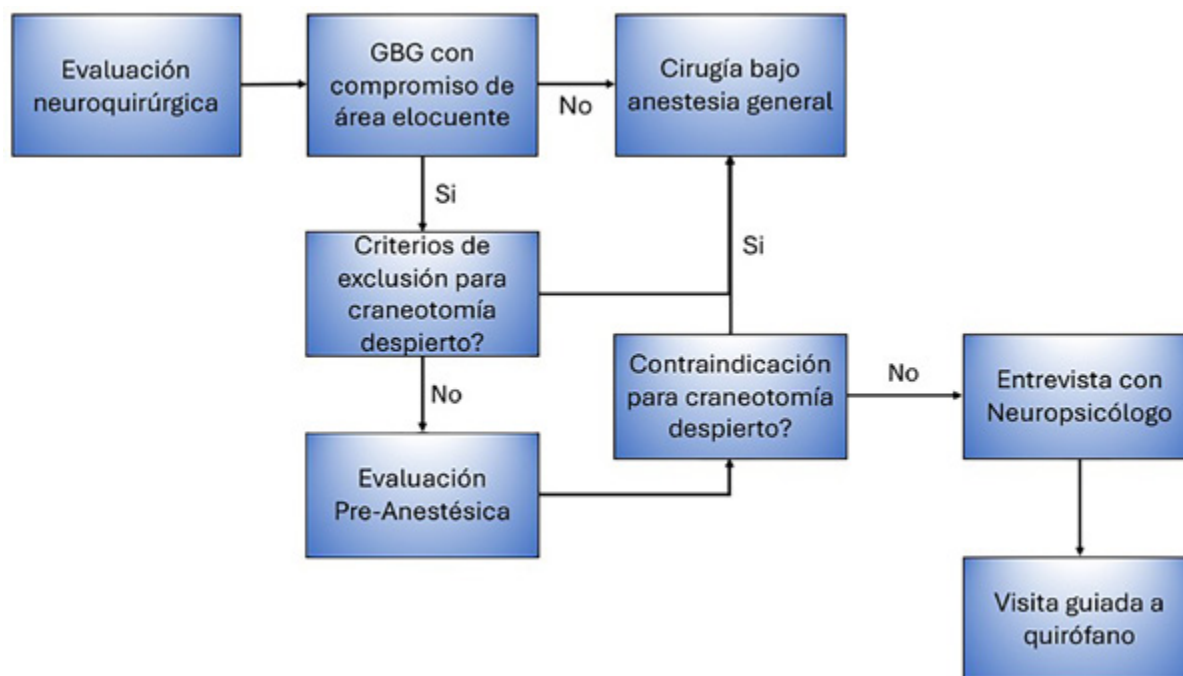 Evaluación
neuroquirúrgica
GBG con
compromiso de
área elocuente
No
Cirugía bajo
anestesia general
Si
Criterios de
exclusión para
craneotomía
despierto?
Si
No
Contraindicación
para craneotomía
despierto?
No
Entrevista con
Neuropsicólogo
Evaluación
Pre-Anestésica
Visita guiada a
quirófano